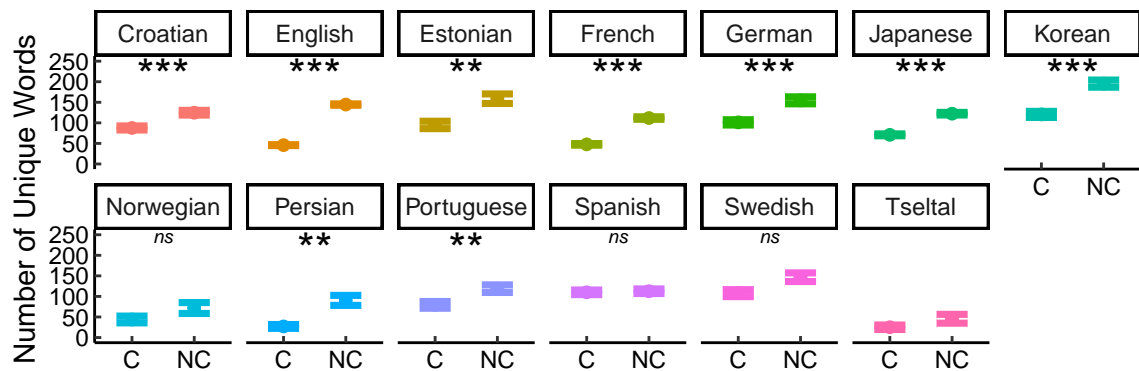 Number of Unique Words
Croatian English Estonian French German Japanese Korean
*** *** ** *** *** *** ***
250
200
150
100
50
0
C NC
Norwegian Persian Portuguese Spanish Swedish Tseltal
ns ** ** ns ns
250
200
150
100
50
0
C NC C NC C NC C NC C NC C NC